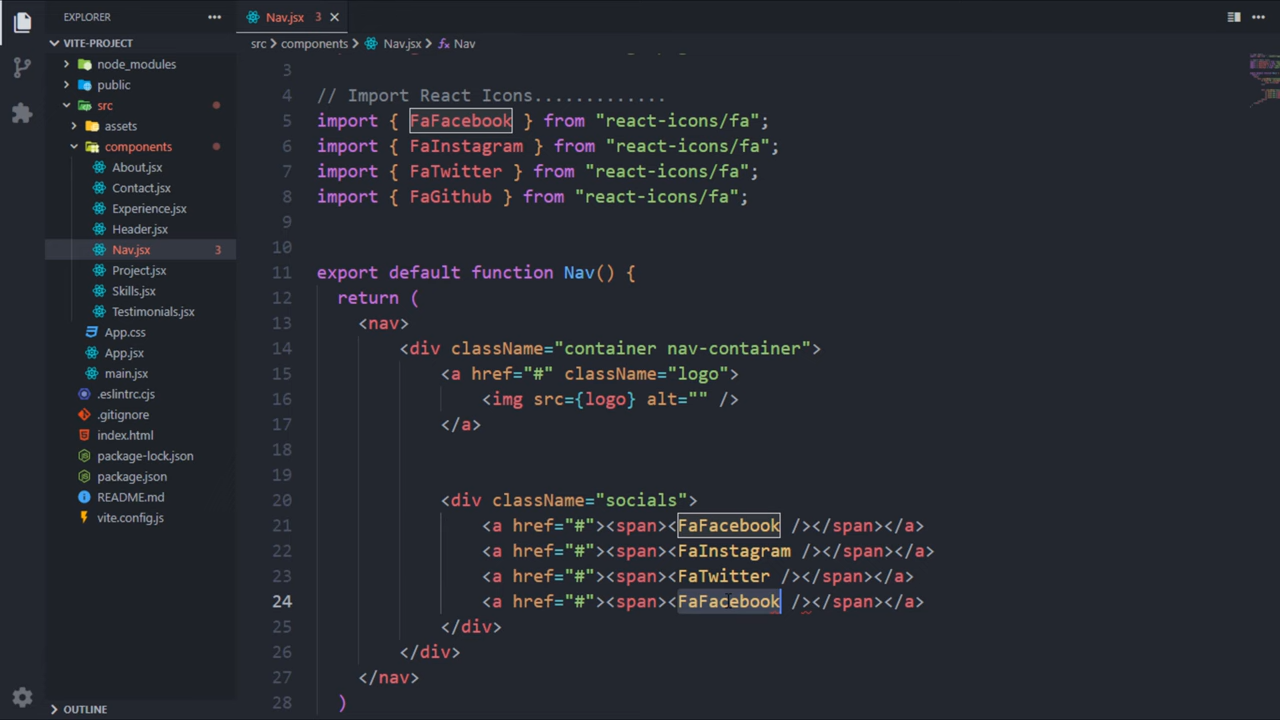 EXPLORER
VITE-PROJECT
node_modules
public
src
assets
components
About.jsx
Contact.jsx
Experience.jsx
Header.jsx
Nav.jsx 3
Project.jsx
Skills.jsx
Testimonials.jsx
App.css
App.jsx
main.jsx
.eslintrc.cjs
.gitignore
index.html
package-lock.json
package.json
README.md
vite.config.js
OUTLINE
Nav.jsx 3
src > components > Nav.jsx > Nav
3
4 // Import React Icons.............
5 import { FaFacebook } from "react-icons/fa";
6 import { FaInstagram } from "react-icons/fa";
7 import { FaTwitter } from "react-icons/fa";
8 import { FaGithub } from "react-icons/fa";
9
10
11 export default function Nav() {
12 return (
13 <nav>
14 <div className="container nav-container">
15 <a href="#" className="logo">
16 <img src={logo} alt="" />
17 </a>
18
19
20 <div className="socials">
21 <a href="#"><span><FaFacebook /></span></a>
22 <a href="#"><span><FaInstagram /></span></a>
23 <a href="#"><span><FaTwitter /></span></a>
24 <a href="#"><span><FaFacebook /></span></a>
25 </div>
26 </div>
27 </nav>
28 )